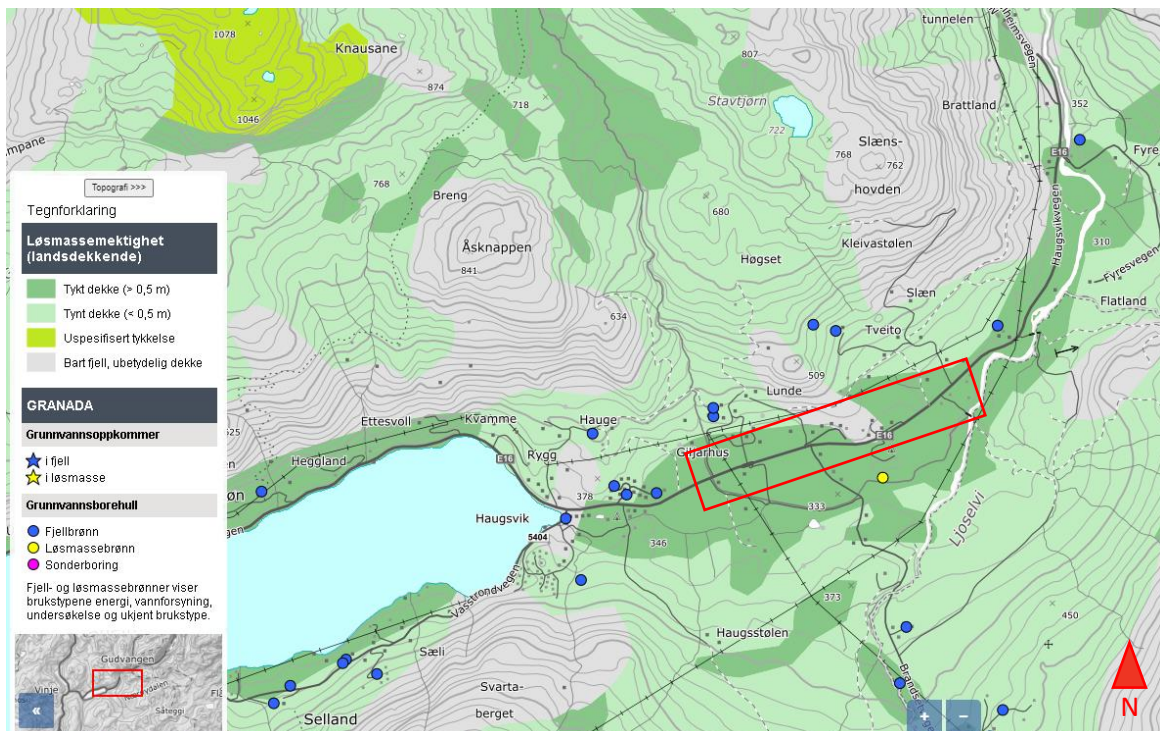 1078
Knausane
874
1046
718
807
Stavtjørn
722
tunnelen
Brattland
352
E16
Slæns-
768
762
hovden
768
Breng
680
Åsknappen
841
Høgset
Kleivastølen
Haugsvikvegen
310
Fyresvegen
Flatland
Slæn
634
Tveito
509
Lunde
Ettesvoll
Kvamme
Hauge
Heggland
E16
Rygg
Giljarhus
E16
378
333
Haugsvik
346
5404
Ljoselvi
Vasstrondvegen
373
450
Haugsstølen
Sæli
Svarta-
berget
Selland
N
+
−
Topografi >>>
Tegnforklaring
Løsmassemektighet
(landsdekkende)
Tykt dekke (> 0,5 m)
Tynt dekke (< 0,5 m)
Uspesifisert tykkelse
Bart fjell, ubetydelig dekke
GRANADA
Grunnvannsoppkommer
i fjell
i løsmasse
Grunnvannsborehull
Fjellbrønn
Løsmassebrønn
Sonderboring
Fjell- og løsmassebrønner viser
brukstypene energi, vannforsyning,
undersøkelse og ukjent brukstype.
Gudvangen
Vinje
Såteggi
«